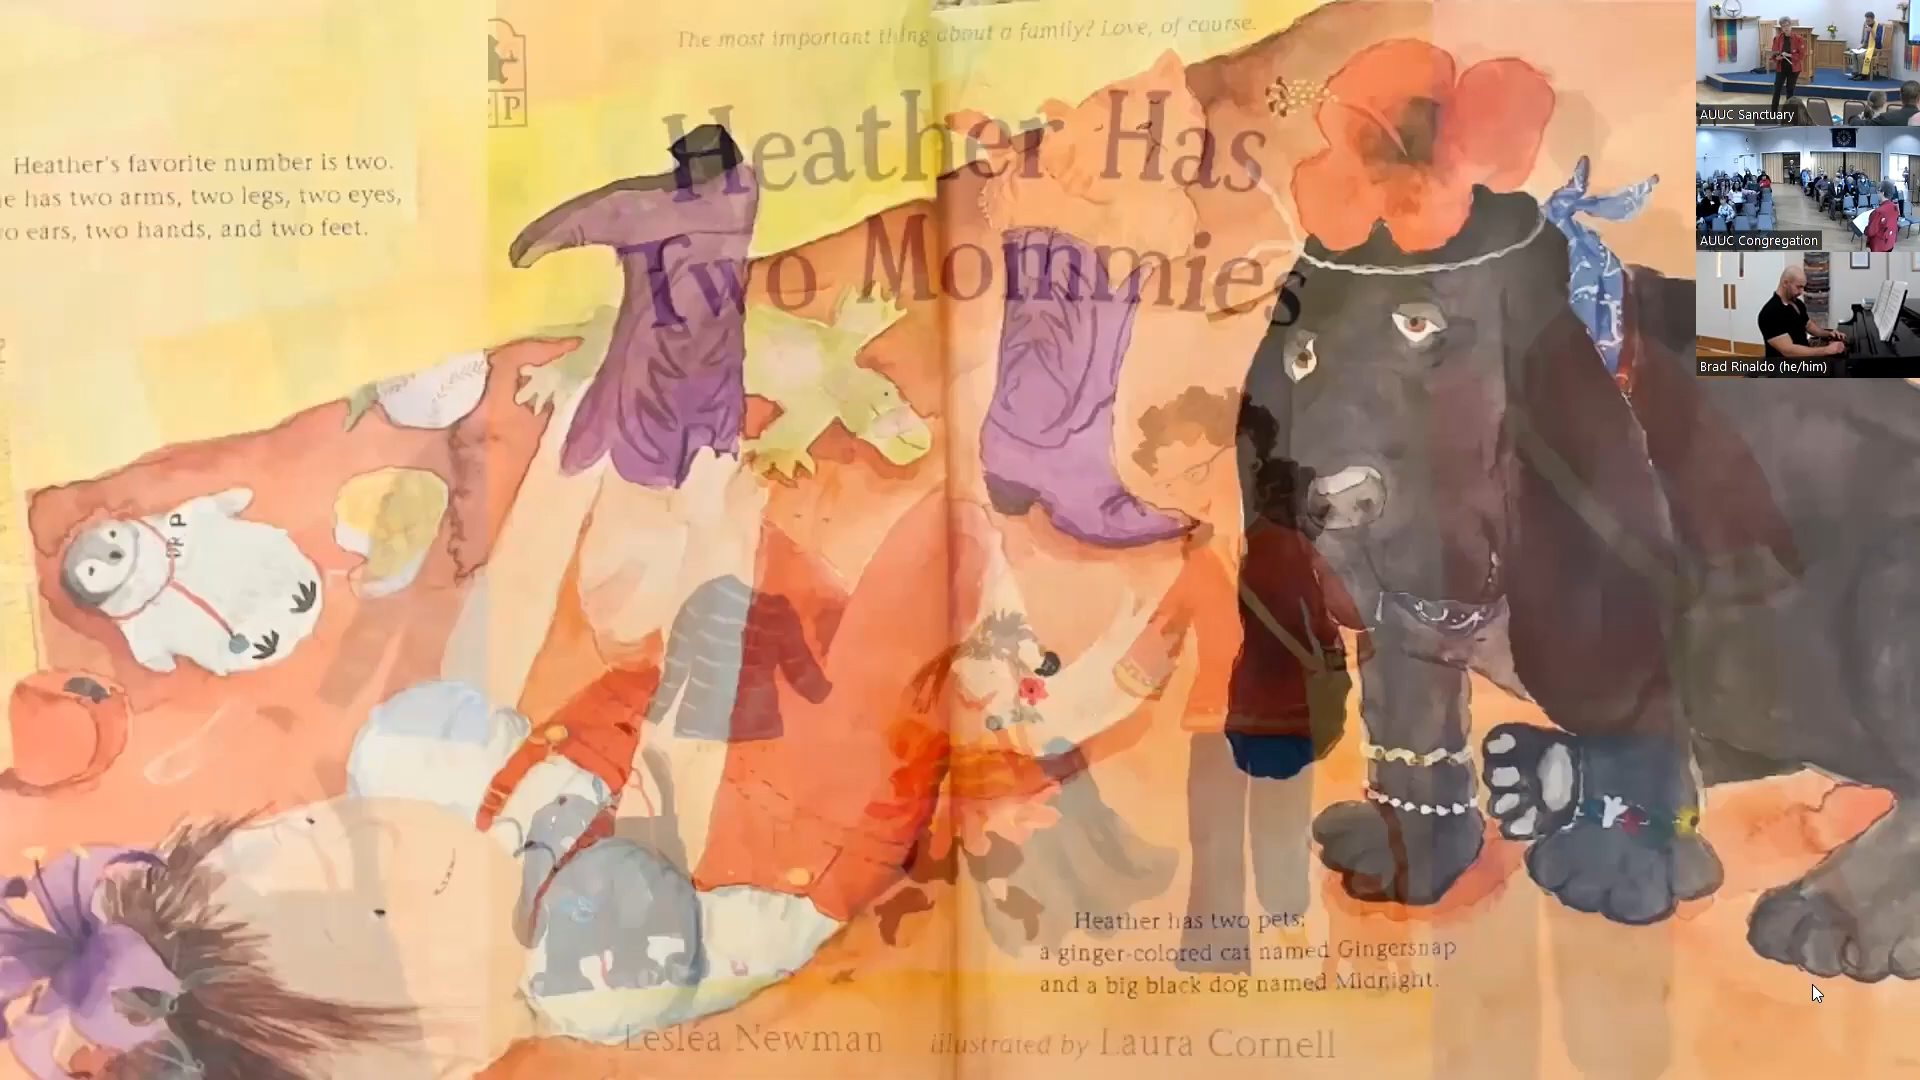 The most important thing about a family? Love, of course.
Heather Has
Two Mommies
Heather's favorite number is two.
e has two arms, two legs, two eyes,
o ears, two hands, and two feet.
Heather has two pets:
a ginger-colored cat named Gingersnap
and a big black dog named Midnight.
Lesléa Newman illustrated by Laura Cornell
AUUC Sanctuary
AUUC Congregation
Brad Rinaldo (he/him)